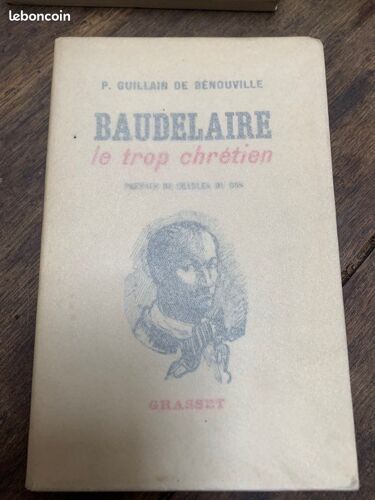 leboncoin
P. GUILLAIN DE BÉNOUVILLE
BAUDELAIRE
le trop chrétien
PRÉFACE DE CHARLES DU BOS
GRASSET